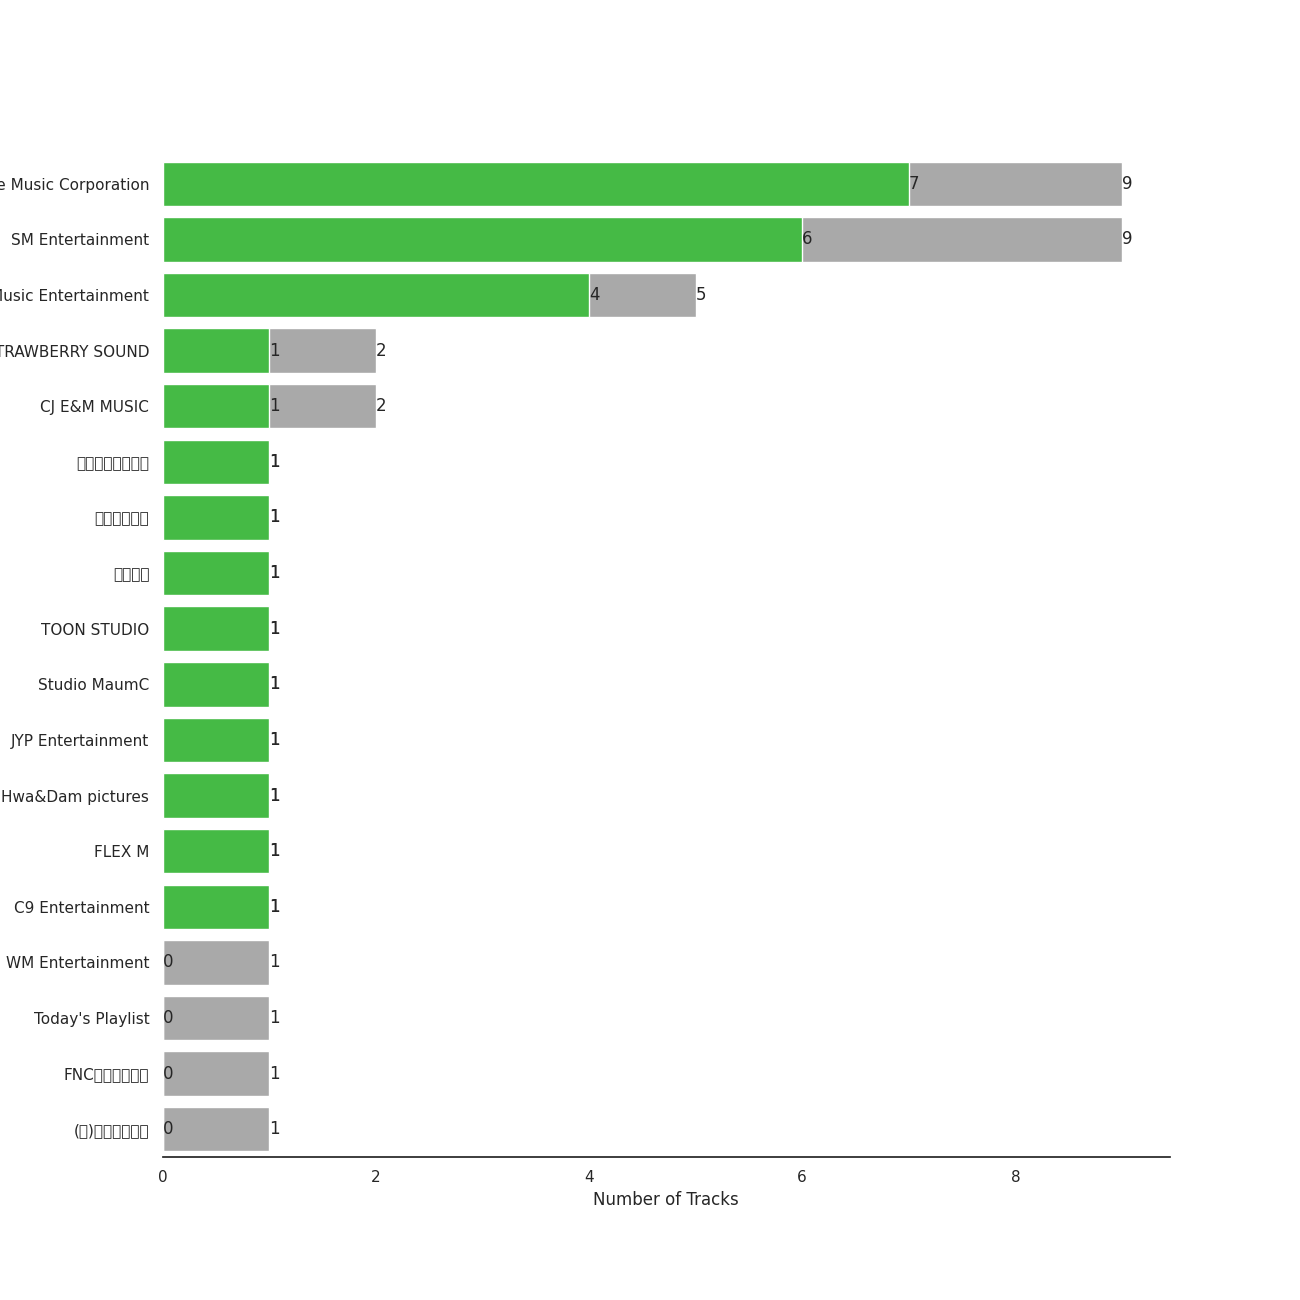 e Music Corporation 7 9
SM Entertainment 6 9
Music Entertainment 4 5
TRAWBERRY SOUND 1 2
CJ E&M MUSIC 1 2
1
1
1
TOON STUDIO 1
Studio MaumC 1
JYP Entertainment 1
Hwa&Dam pictures 1
FLEX M 1
C9 Entertainment 1
WM Entertainment 0 1
Today's Playlist 0 1
FNC 0 1
0 1
0 2 4 6 8
Number of Tracks